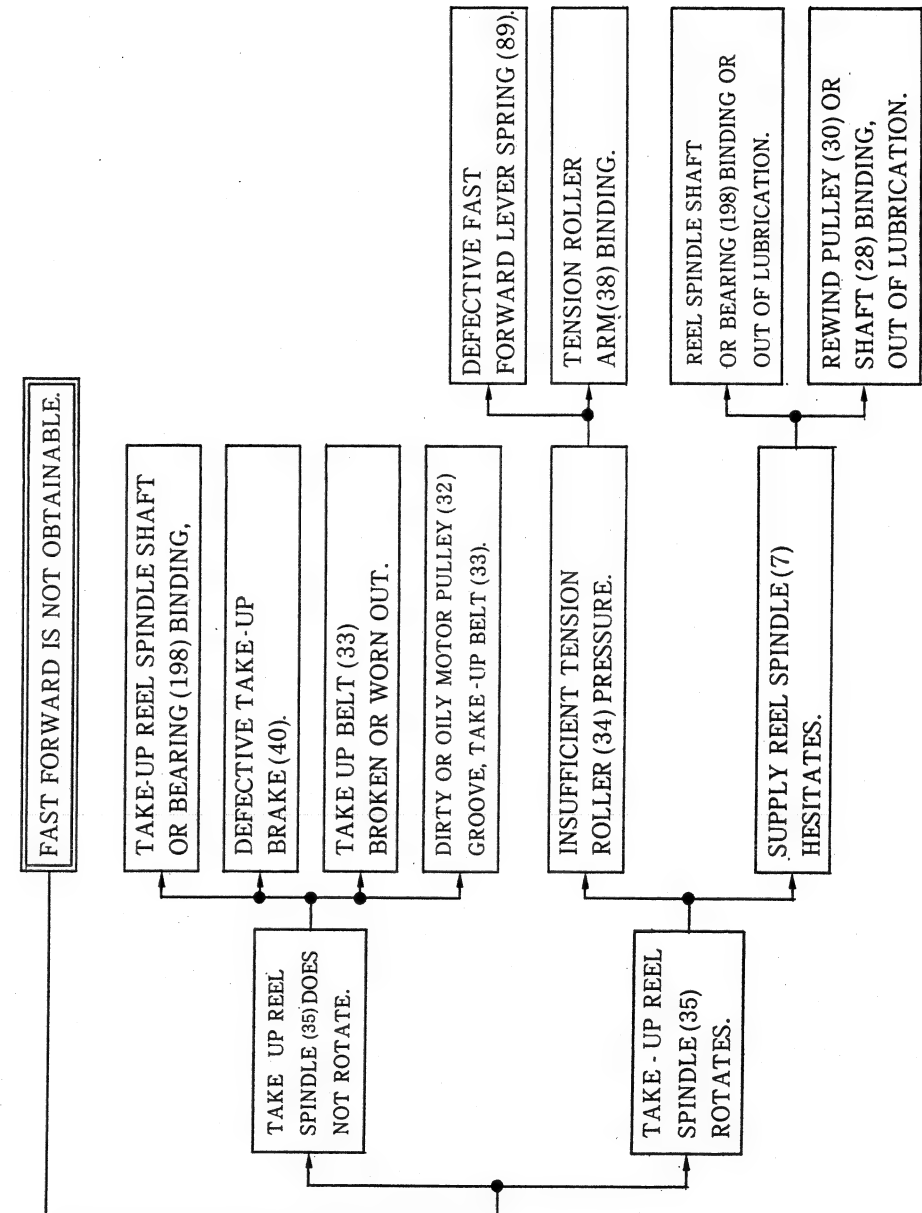 FAST FORWARD IS NOT OBTAINABLE.
TAKE UP REEL
SPINDLE (35) DOES
NOT ROTATE.
TAKE-UP REEL SPINDLE SHAFT
OR BEARING (198) BINDING,
DEFECTIVE TAKE-UP
BRAKE (40).
TAKE UP BELT (33)
BROKEN OR WORN OUT.
DIRTY OR OILY MOTOR PULLEY (32)
GROOVE, TAKE-UP BELT (33).
TAKE-UP REEL
SPINDLE (35)
ROTATES.
INSUFFICIENT TENSION
ROLLER (34) PRESSURE.
DEFECTIVE FAST
FORWARD LEVER SPRING (89).
TENSION ROLLER
ARM(38) BINDING.
SUPPLY REEL SPINDLE (7)
HESITATES.
REEL SPINDLE SHAFT
OR BEARING (198) BINDING OR
OUT OF LUBRICATION.
REWIND PULLEY (30) OR
SHAFT (28) BINDING,
OUT OF LUBRICATION.